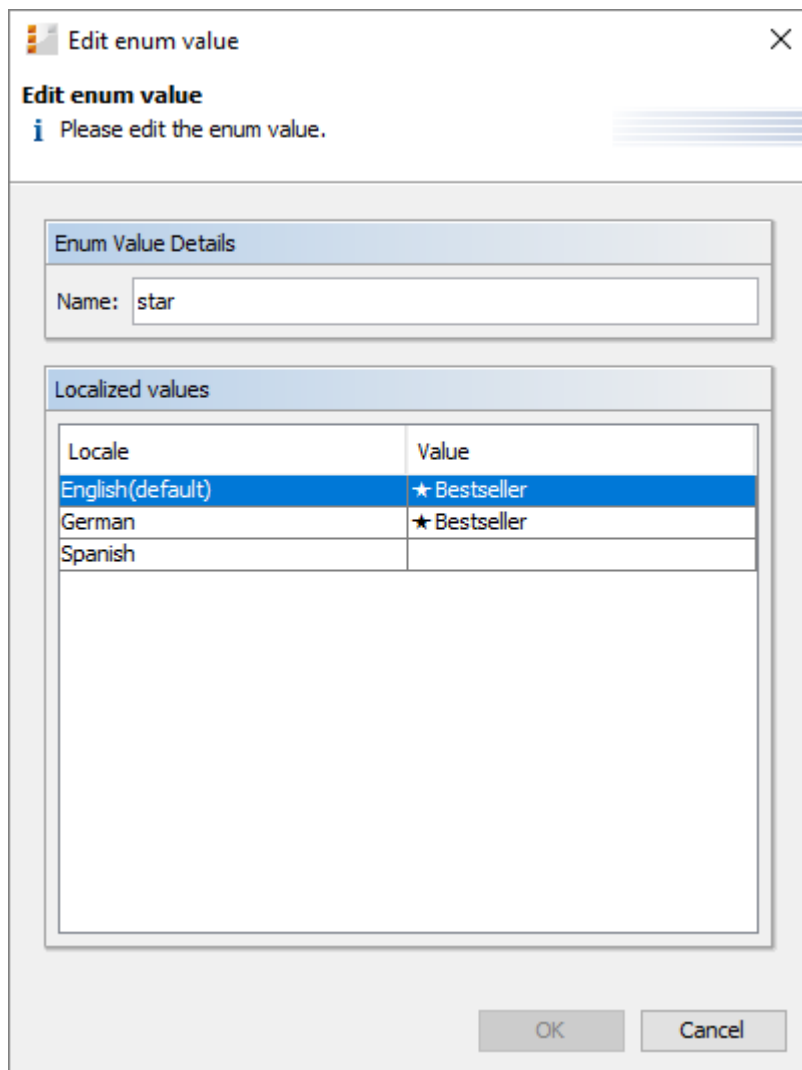 Edit enum value
Edit enum value
i Please edit the enum value.
Enum Value Details
Name: star
Localized values
Locale Value
English(default) ★ Bestseller
German ★ Bestseller
Spanish
OK Cancel